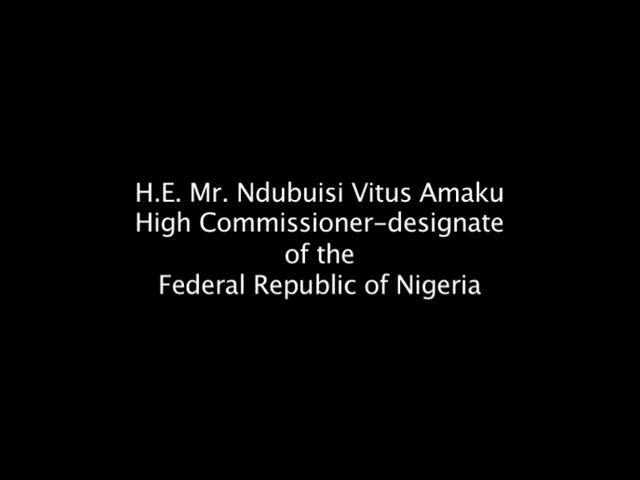 H.E. Mr. Ndubuisi Vitus Amaku
High Commissioner-designate
of the
Federal Republic of Nigeria